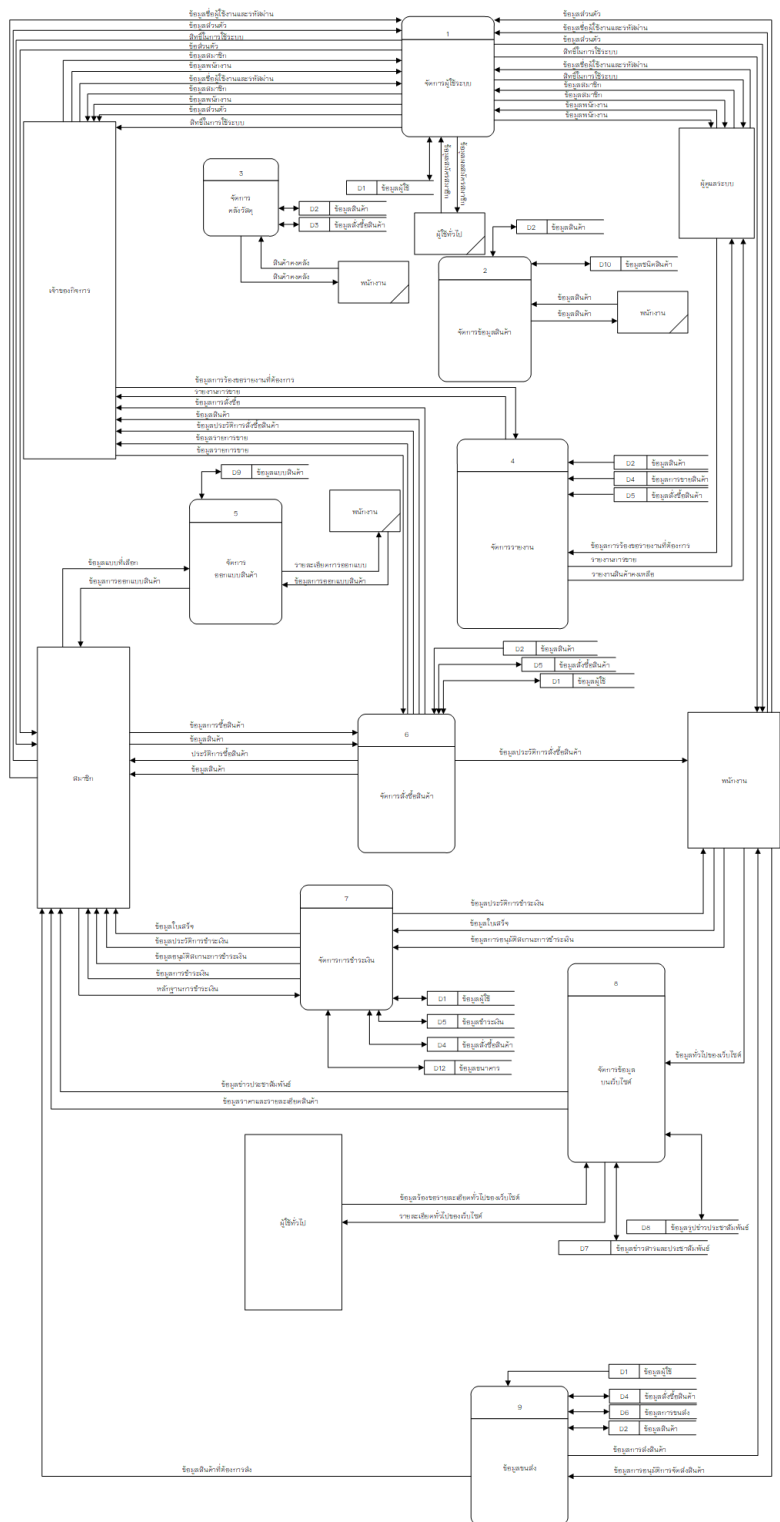 ข้อมูลชื่อผู้ใช้งานและรหัสผ่าน
ข้อมูลส่วนตัว
สิทธิ์ในการใช้ระบบ
ข้อส่วนตัว
ข้อมูลสมาชิก
ข้อมูลพนักงาน
ข้อมูลชื่อผู้ใช้งานและรหัสผ่าน
ข้อมูลสมาชิก
ข้อมูลพนักงาน
ข้อมูลส่วนตัว
สิทธิ์ในการใช้ระบบ
1
จัดการผู้ใช้ระบบ
ข้อมูลส่วนตัว
ข้อมูลชื่อผู้ใช้งานและรหัสผ่าน
ข้อมูลส่วนตัว
สิทธิ์ในการใช้ระบบ
ข้อมูลชื่อผู้ใช้งานและรหัสผ่าน
สิทธิ์ในการใช้ระบบ
ข้อมูลสมาชิก
ข้อมูลสมาชิก
ข้อมูลพนักงาน
ข้อมูลพนักงาน
เจ้าของกิจการ
ผู้ดูแลระบบ
D1 ข้อมูลผู้ใช้
ข้อมูลสมัครสมาชิก
ข้อมูลสมัครสมาชิก
ผู้ใช้ทั่วไป
3
จัดการ
คลังวัสดุ
D2 ข้อมูลสินค้า
D3 ข้อมูลสั่งซื้อสินค้า
สินค้าคงคลัง
สินค้าคงคลัง
พนักงาน
D2 ข้อมูลสินค้า
D10 ข้อมูลชนิดสินค้า
2
จัดการข้อมูลสินค้า
ข้อมูลสินค้า
ข้อมูลสินค้า
พนักงาน
ข้อมูลการร้องขอรายงานที่ต้องการ
รายงานการขาย
ข้อมูลการสั่งซื้อ
ข้อมูลสินค้า
ข้อมูลประวัติการสั่งซื้อสินค้า
ข้อมูลรายการขาย
ข้อมูลรายการขาย
4
จัดการรายงาน
D2 ข้อมูลสินค้า
D4 ข้อมูลการขายสินค้า
D5 ข้อมูลสั่งซื้อสินค้า
ข้อมูลการร้องขอรายงานที่ต้องการ
รายงานการขาย
รายงานสินค้าคงเหลือ
D9 ข้อมูลแบบสินค้า
พนักงาน
5
จัดการ
ออกแบบสินค้า
ข้อมูลแบบที่เลือก
ข้อมูลการออกแบบสินค้า
รายละเอียดการออกแบบ
ข้อมูลการออกแบบสินค้า
D2 ข้อมูลสินค้า
D5 ข้อมูลสั่งซื้อสินค้า
D1 ข้อมูลผู้ใช้
สมาชิก
ข้อมูลการซื้อสินค้า
ข้อมูลสินค้า
ประวัติการซื้อสินค้า
ข้อมูลสินค้า
6
จัดการสั่งซื้อสินค้า
ข้อมูลประวัติการสั่งซื้อสินค้า
พนักงาน
7
จัดการการชำระเงิน
ข้อมูลประวัติการชำระเงิน
ข้อมูลใบเสร็จ
ข้อมูลการอนุมัติสถานะการชำระเงิน
ข้อมูลใบเสร็จ
ข้อมูลประวัติการชำระเงิน
ข้อมูลอนุมัติสถานะการชำระเงิน
ข้อมูลการชำระเงิน
หลักฐานการชำระเงิน
D1 ข้อมูลผู้ใช้
D5 ข้อมูลชำระเงิน
D4 ข้อมูลสั่งซื้อสินค้า
D12 ข้อมูลธนาคาร
8
จัดการข้อมูล
บนเว็บไซต์
ข้อมูลทั่วไปของเว็บไซต์
ข้อมูลข่าวประชาสัมพันธ์
ข้อมูลราคาและรายละเอียดสินค้า
ผู้ใช้ทั่วไป
ข้อมูลร้องขอรายละเอียดทั่วไปของเว็บไซต์
รายละเอียดทั่วไปของเว็บไซต์
D8 ข้อมูลรูปข่าวประชาสัมพันธ์
D7 ข้อมูลข่าวสารและประชาสัมพันธ์
D1 ข้อมูลผู้ใช้
D4 ข้อมูลสั่งซื้อสินค้า
D6 ข้อมูลการขนส่ง
D2 ข้อมูลสินค้า
9
ข้อมูลขนส่ง
ข้อมูลการส่งสินค้า
ข้อมูลการอนุมัติการจัดส่งสินค้า
ข้อมูลสินค้าที่ต้องการส่ง